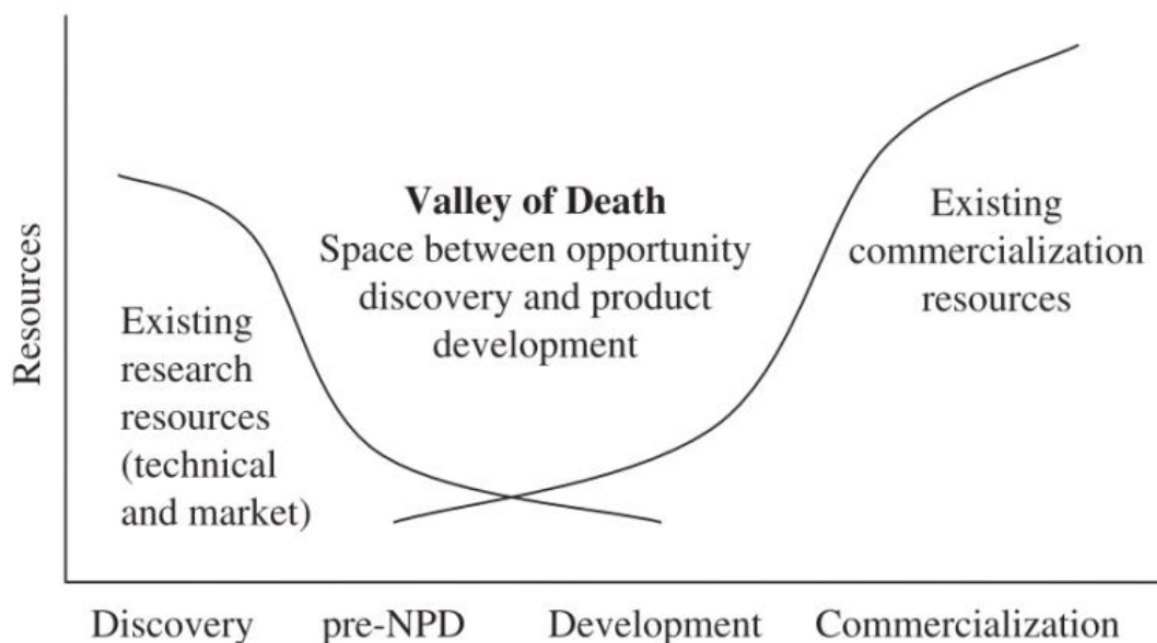 Resources
Valley of Death
Space between opportunity
discovery and product
development
Existing
research
resources
(technical
and market)
Existing
commercialization
resources
Discovery pre-NPD Development Commercialization